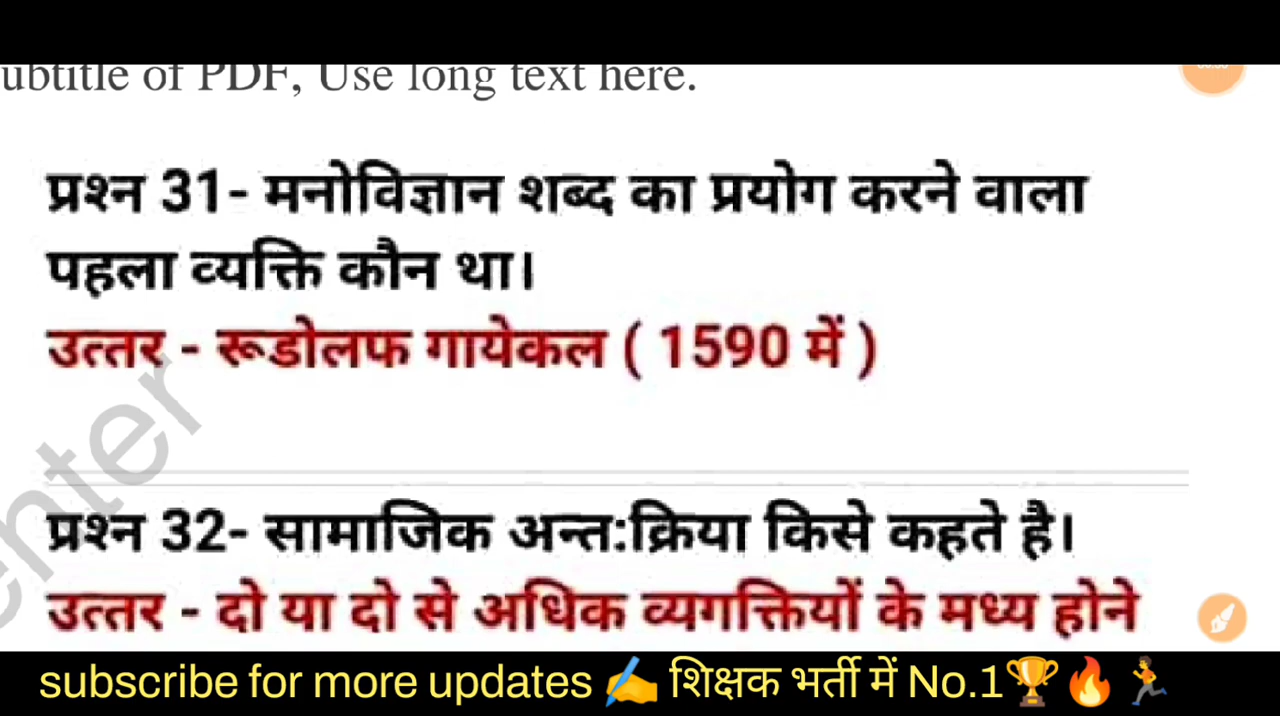 ubtitle of PDF, Use long text here.
प्रश्न 31- मनोविज्ञान शब्द का प्रयोग करने वाला
पहला व्यक्ति कौन था।
उत्तर - रूडोलफ गायेकल ( 1590 में )
enter
प्रश्न 32- सामाजिक अन्त:क्रिया किसे कहते है।
उत्तर - दो या दो से अधिक व्यगक्तियों के मध्य होने
subscribe for more updates ✍️ शिक्षक भर्ती में No.1🏆🔥🏃